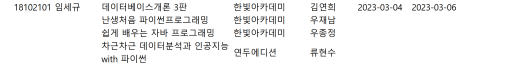 18102101 임세규 데이터베이스개론 3판 한빛아카데미 김연희 2023-03-04 2023-03-06
난생처음 파이썬프로그래밍 한빛아카데미 우재남
쉽게 배우는 자바 프로그래밍 한빛아카데미 우종정
차근차근 데이터분석과 인공지능 연두에디션 류현수
with 파이썬